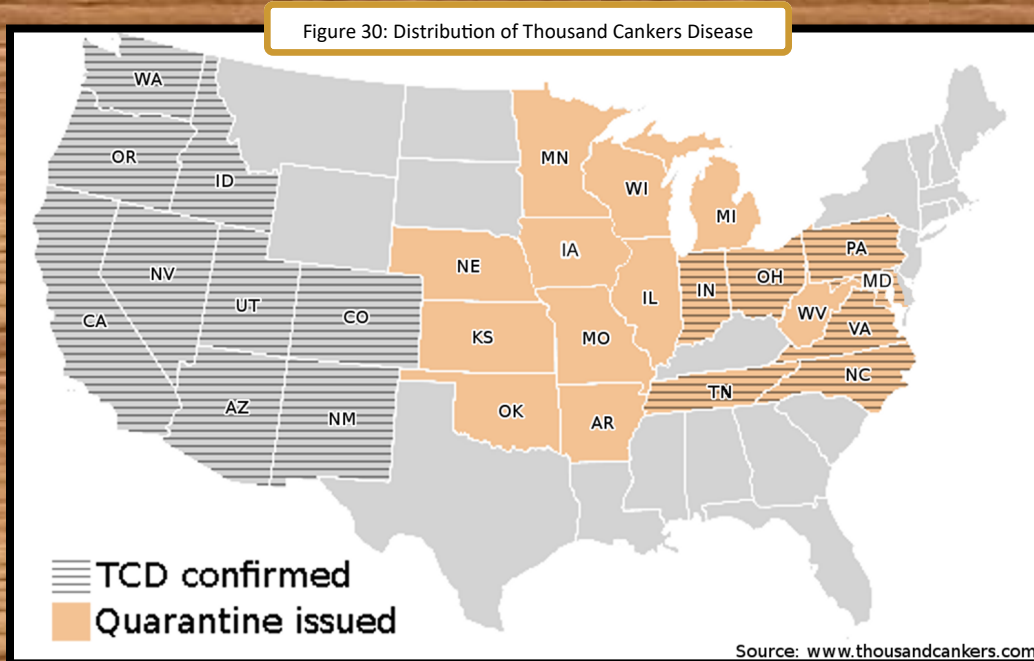 Figure 30: Distribution of Thousand Cankers Disease
WA
OR
ID
MN
WI
MI
NV
UT
CO
CA
NE
IA
IL
IN
OH
PA
MD
WV
VA
KS
MO
AZ
NM
OK
AR
TN
NC
TCD confirmed
Quarantine issued
Source: www.thousandcankers.com